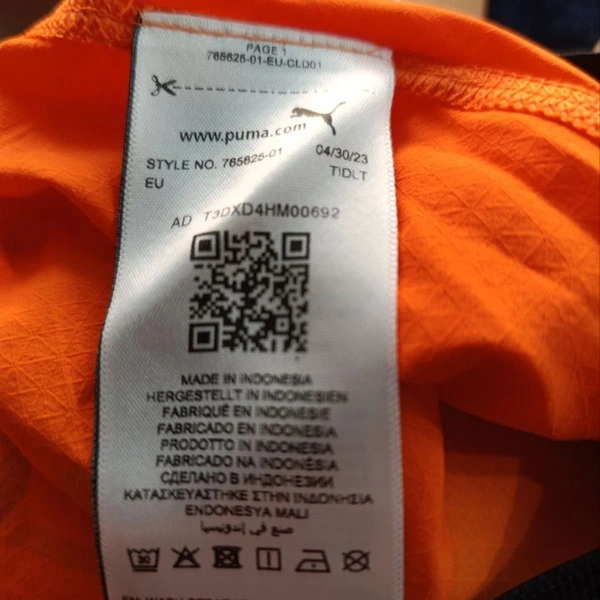 PAGE 1
765625-01-EU-CLD01
www.puma.com
STYLE NO. 765625-01 04/30/23
EU TIDLT
AD T3DXD4HM00692
MADE IN INDONESIA
HERGESTELLT IN INDONESIEN
FABRIQUÉ EN INDONESIE
FABRICADO EN INDONESIA
PRODOTTO IN INDONESIA
FABRICADO NA INDONÉSIA
СДЕЛАНО В ИНДОНЕЗИИ
ΚΑΤΑΣΚΕΥΑΣΤΗΚΕ ΣΤΗΝ ΙΝΔΟΝΗΣΙΑ
ENDONESYA MALI
صنع في إندونيسيا